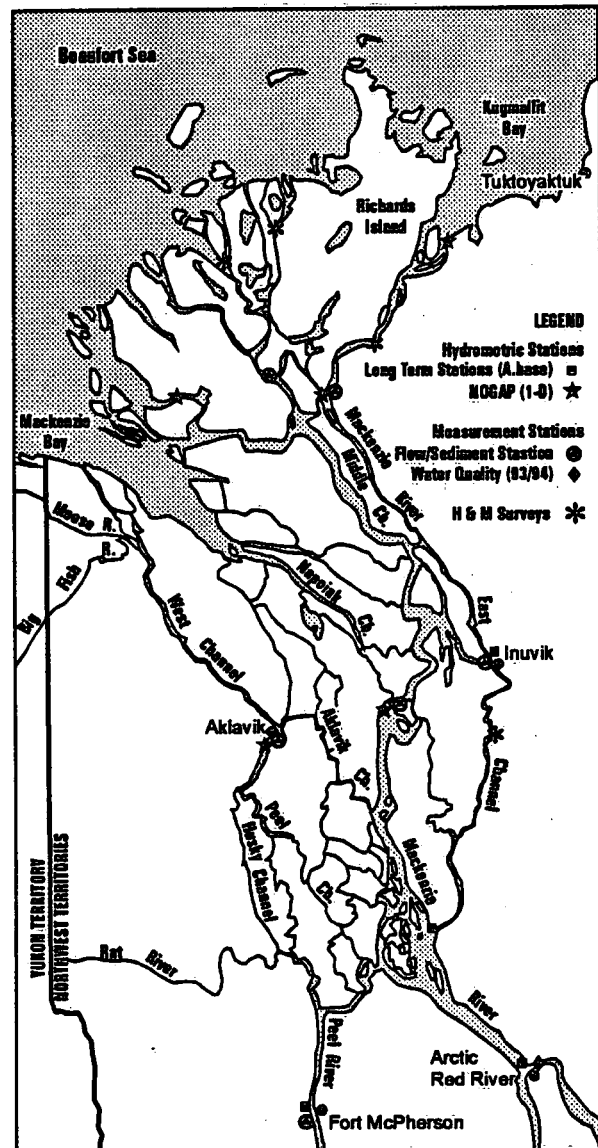 Beaufort Sea
Kugmallit
Bay
Tuktoyaktuk
Richards
Island
LEGEND
Hydrometric Stations
Long Term Stations (A.base)
NOGAP (1-D)
Mackenzie
Bay
Measurement Stations
Flow/Sediment Stastion
Water Quality (93/94)
H & M Surveys
Mackenzie
River
Middle
Ch.
Moose R.
Big Fish R.
West
Channel
Napoiak
Ch.
East
Channel
Inuvik
Aklavik
Aklavik
Ch.
Peel
Ch.
Husky Channel
Mackenzie
River
YUKON TERRITORY
NORTHWEST TERRITORIES
Rat River
Peel River
Arctic
Red River
Fort McPherson